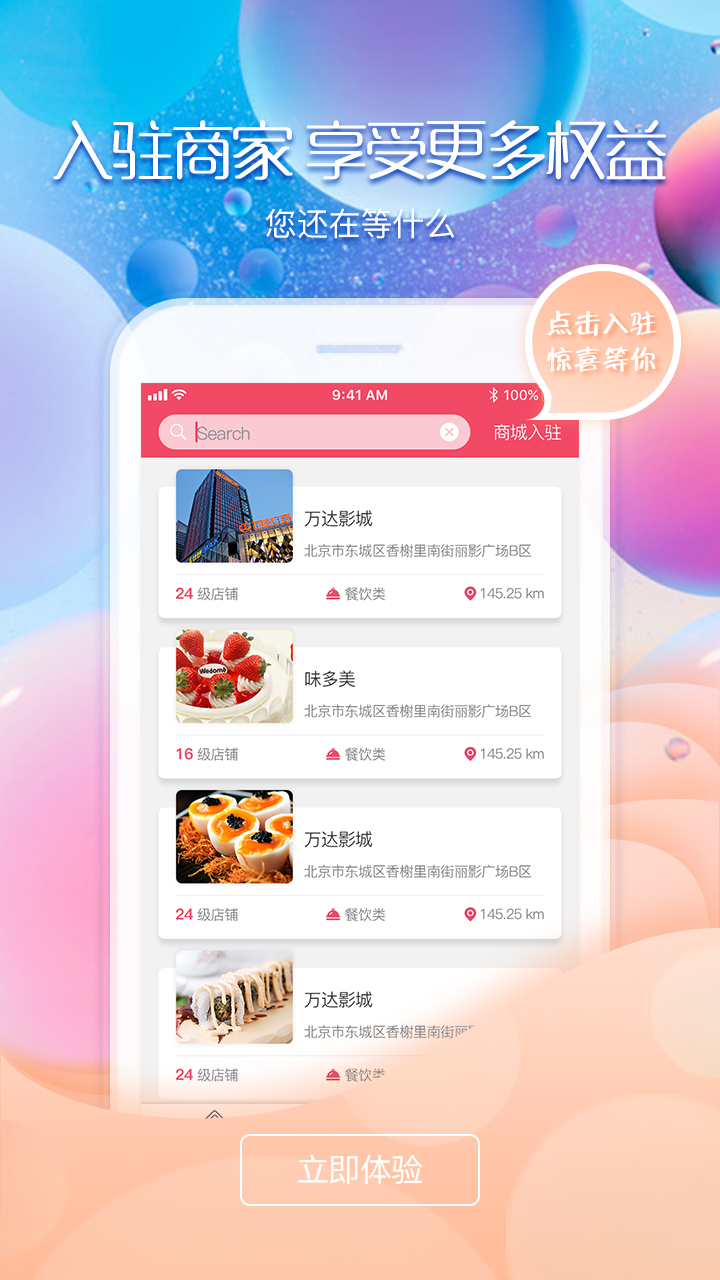 入驻商家 享受更多权益
您还在等什么
点击入驻
惊喜等你
9:41 AM
100%
Search
商城入驻
万达影城
北京市东城区香榭里南街丽影广场B区
24 级店铺
餐饮类
145.25 km
Wedome
味多美
北京市东城区香榭里南街丽影广场B区
16 级店铺
餐饮类
145.25 km
万达影城
北京市东城区香榭里南街丽影广场B区
24 级店铺
餐饮类
145.25 km
万达影城
北京市东城区香榭里南街丽
24 级店铺
餐饮类
立即体验